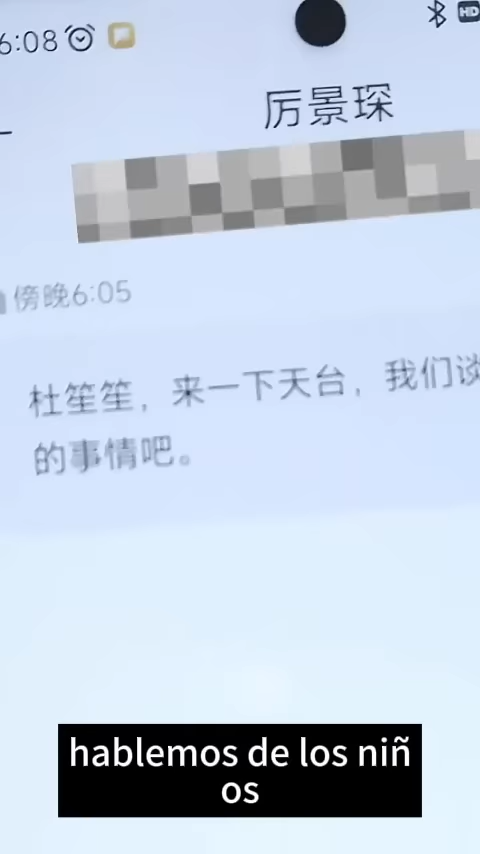 6:08
HD
厉景琛
傍晚6:05
杜笙笙，来一下天台，我们谈
的事情吧。
hablemos de los niñ
os